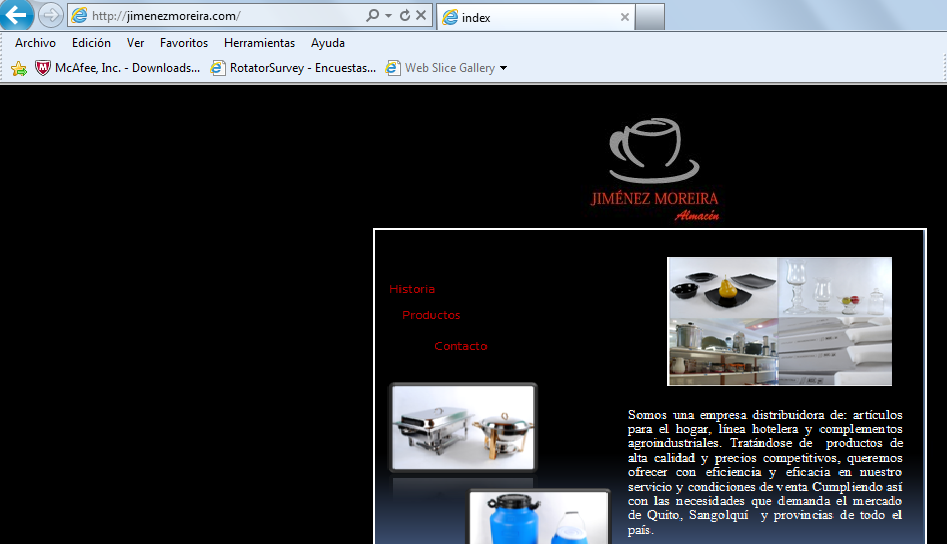 http://jimenezmoreira.com/
index
Archivo Edición Ver Favoritos Herramientas Ayuda
McAfee, Inc. - Downloads... RotatorSurvey - Encuestas... Web Slice Gallery
JIMÉNEZ MOREIRA
Almacén
Historia
Productos
Contacto
Somos una empresa distribuidora de: artículos
para el hogar, línea hotelera y complementos
agroindustriales. Tratándose de productos de
alta calidad y precios competitivos, queremos
ofrecer con eficiencia y eficacia en nuestro
servicio y condiciones de venta Cumpliendo así
con las necesidades que demanda el mercado
de Quito, Sangolquí y provincias de todo el
país.